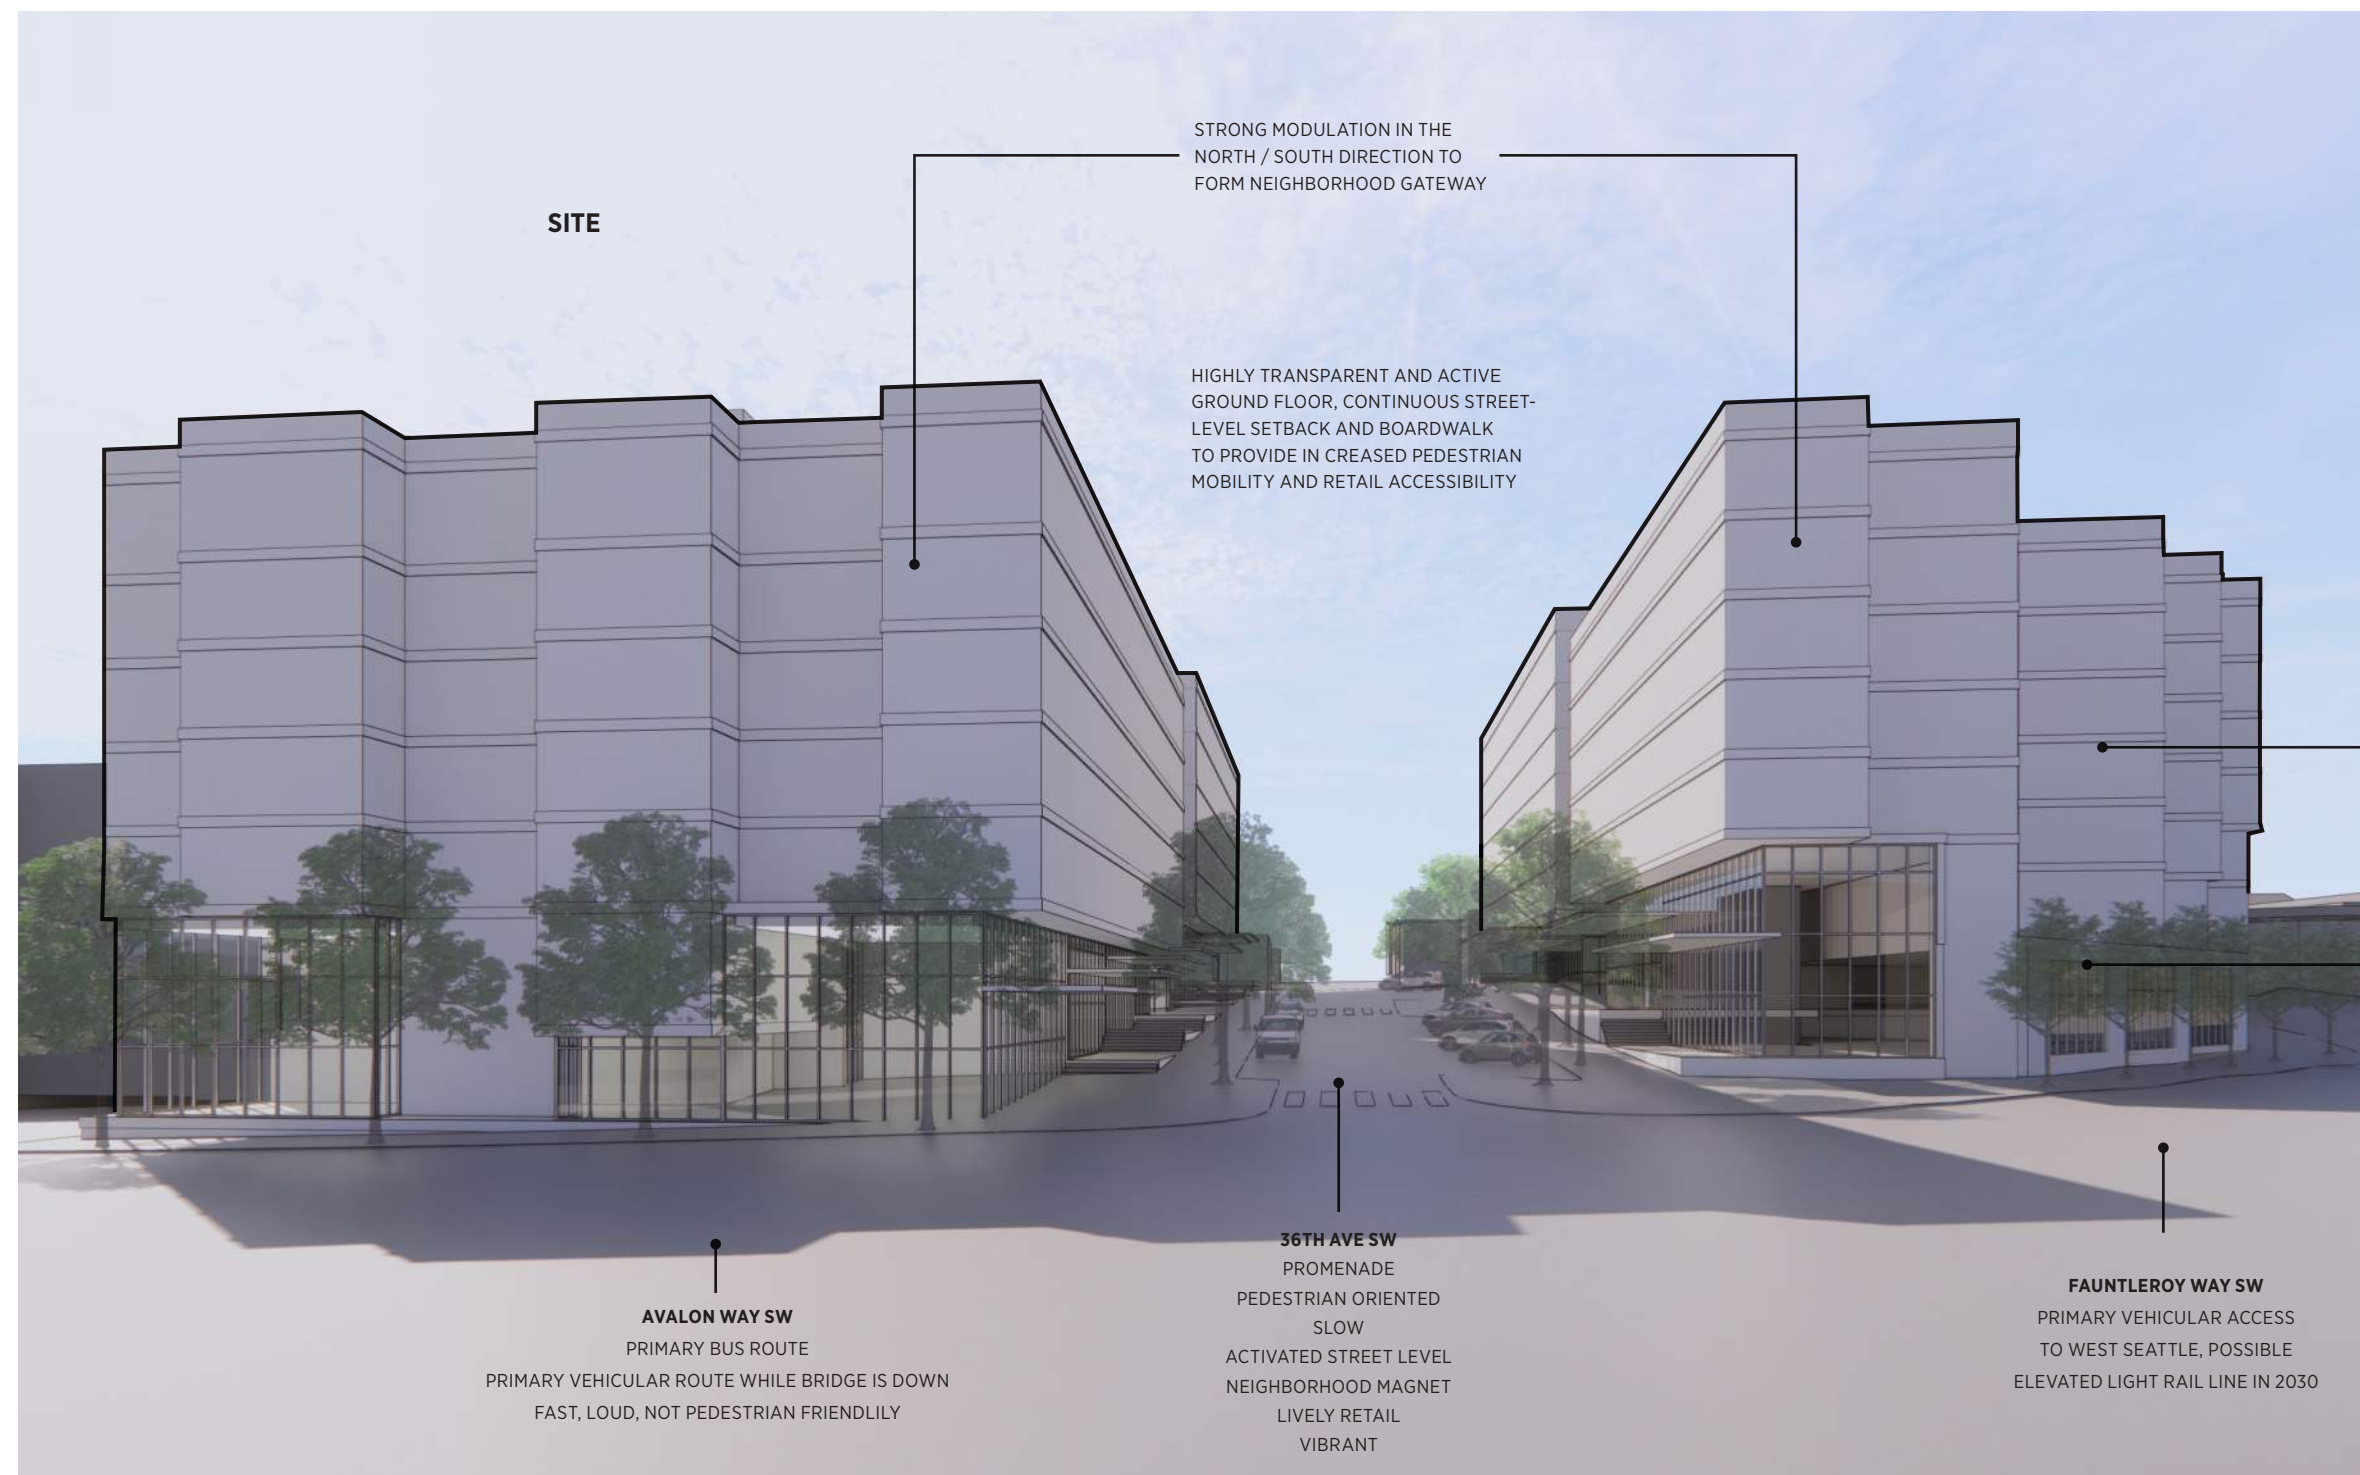 STRONG MODULATION IN THE
NORTH / SOUTH DIRECTION TO
FORM NEIGHBORHOOD GATEWAY
SITE
HIGHLY TRANSPARENT AND ACTIVE
GROUND FLOOR, CONTINUOUS STREET-
LEVEL SETBACK AND BOARDWALK
TO PROVIDE IN CREASED PEDESTRIAN
MOBILITY AND RETAIL ACCESSIBILITY
AVALON WAY SW
PRIMARY BUS ROUTE
PRIMARY VEHICULAR ROUTE WHILE BRIDGE IS DOWN
FAST, LOUD, NOT PEDESTRIAN FRIENDLILY
36TH AVE SW
PROMENADE
PEDESTRIAN ORIENTED
SLOW
ACTIVATED STREET LEVEL
NEIGHBORHOOD MAGNET
LIVELY RETAIL
VIBRANT
FAUNTLEROY WAY SW
PRIMARY VEHICULAR ACCESS
TO WEST SEATTLE, POSSIBLE
ELEVATED LIGHT RAIL LINE IN 2030